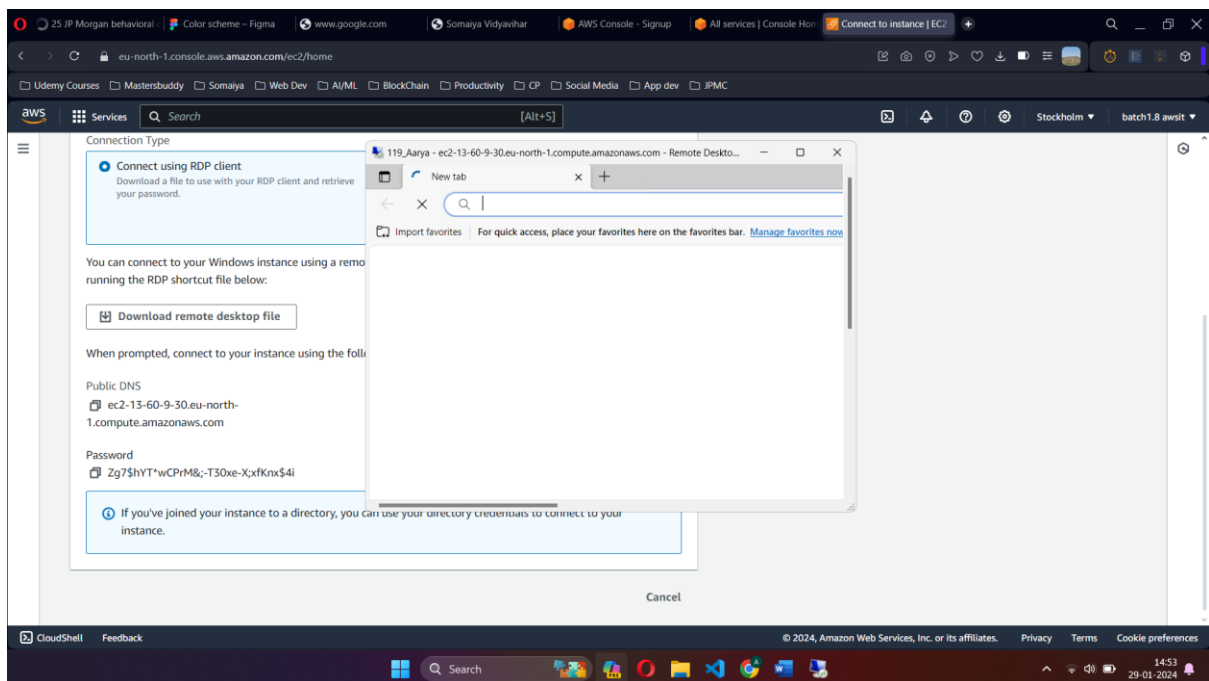 25 JP Morgan behavioral
Color scheme – Figma
www.google.com
Somaiya Vidyavihar
AWS Console - Signup
All services | Console Hom
Connect to instance | EC2
eu-north-1.console.aws.amazon.com/ec2/home
Udemy Courses
Mastersbuddy
Somaiya
Web Dev
AI/ML
BlockChain
Productivity
CP
Social Media
App dev
JPMC
aws
Services
Search
[Alt+S]
Stockholm
batch1.8 awsit
Connection Type
Connect using RDP client
Download a file to use with your RDP client and retrieve
your password.
You can connect to your Windows instance using a remo
running the RDP shortcut file below:
Download remote desktop file
When prompted, connect to your instance using the follo
Public DNS
ec2-13-60-9-30.eu-north-
1.compute.amazonaws.com
Password
Zg7$hYT*wCPrM&;-T30xe-X;xfKnx$4i
If you've joined your instance to a directory, you can use your directory credentials to connect to your
instance.
Cancel
119_Aarya - ec2-13-60-9-30.eu-north-1.compute.amazonaws.com - Remote Deskto...
New tab
Import favorites
For quick access, place your favorites here on the favorites bar. Manage favorites now
CloudShell
Feedback
© 2024, Amazon Web Services, Inc. or its affiliates.
Privacy
Terms
Cookie preferences
Search
14:53
29-01-2024